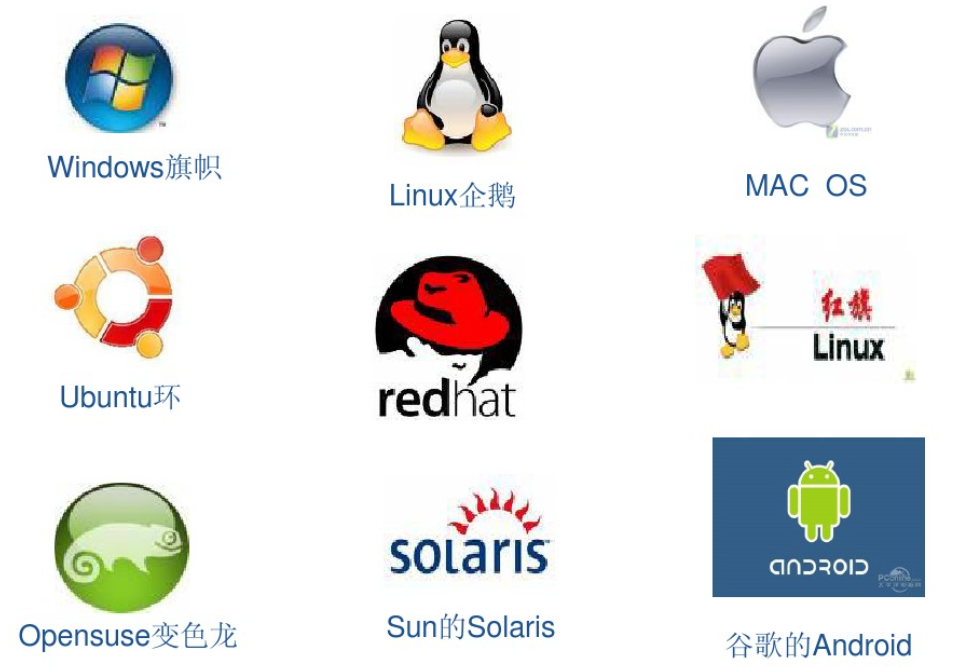 Windows旗帜
Linux企鹅
MAC OS
Ubuntu环
redhat
红旗
Linux
Opensuse变色龙
solaris
Sun的Solaris
ANDROID
谷歌的Android